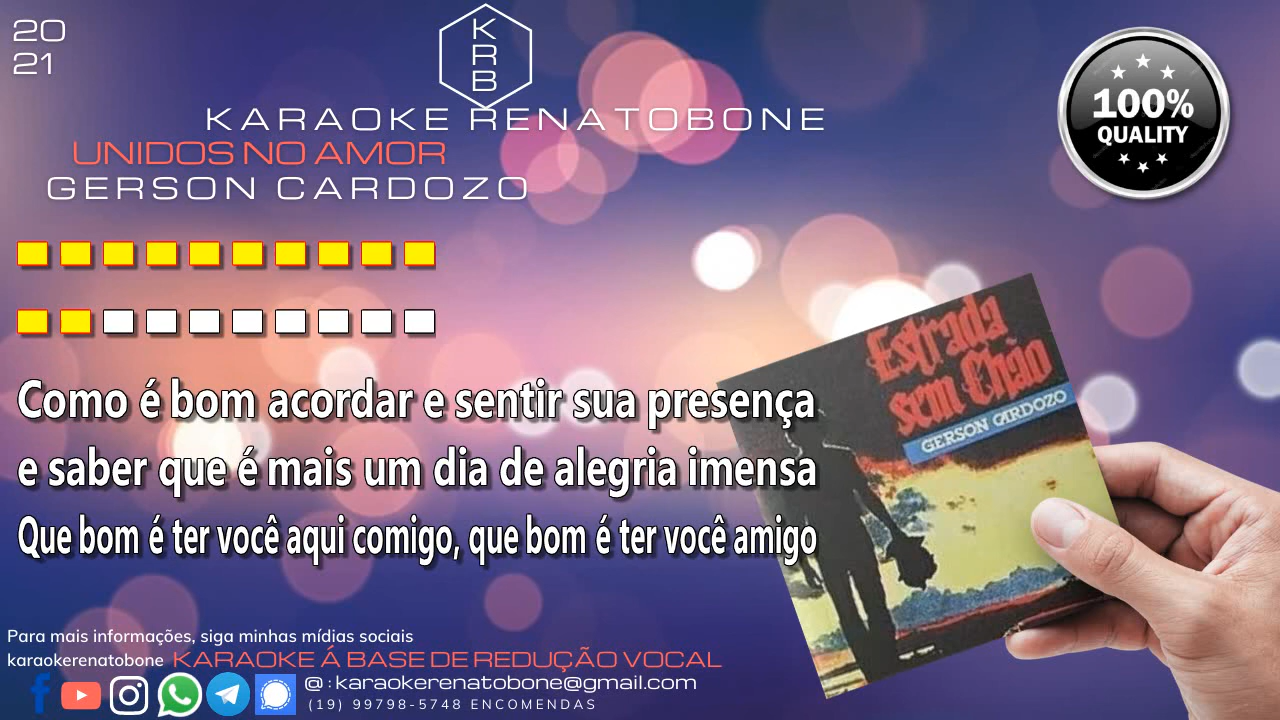 20
21
K
R
B
KARAOKE RENATOBONE
UNIDOS NO AMOR
GERSON CARDOZO
100%
QUALITY
Estrada
sem Chão
GERSON CARDOZO
Como é bom acordar e sentir sua presença
e saber que é mais um dia de alegria imensa
Que bom é ter você aqui comigo, que bom é ter você amigo
Para mais informações, siga minhas mídias sociais
karaokerenatobone KARAOKE Á BASE DE REDUÇÃO VOCAL
@:karaokerenatobone@gmail.com
(19) 99798-5748 ENCOMENDAS